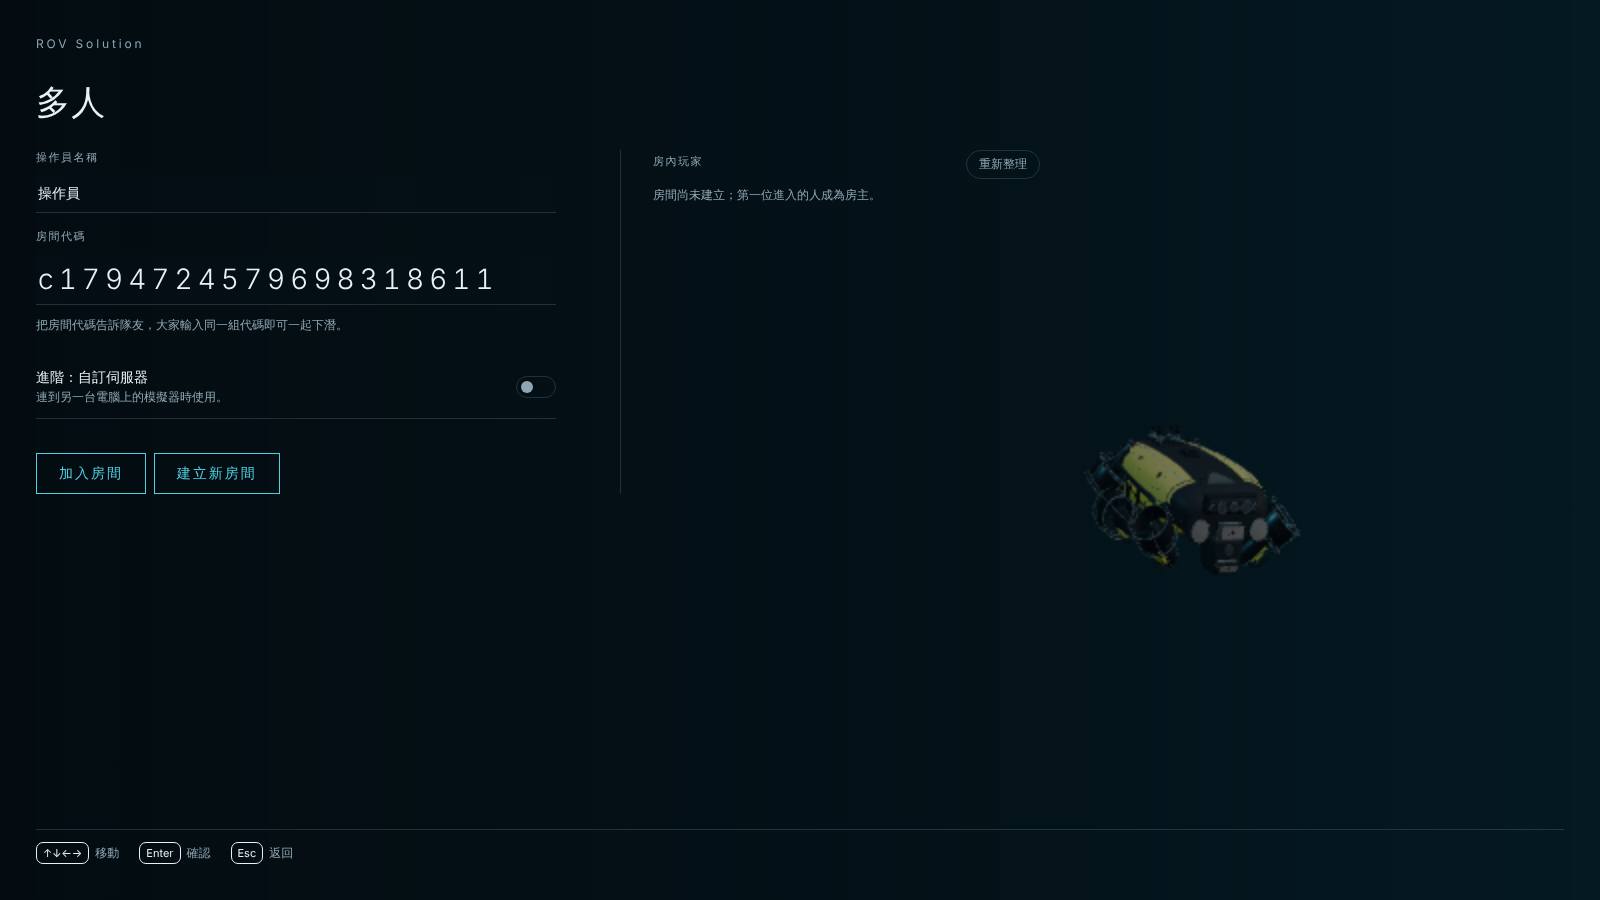 ROV Solution
多人
操作員名稱
操作員
房間代碼
c1794724579698318611
把房間代碼告訴隊友，大家輸入同一組代碼即可一起下潛。
進階：自訂伺服器
連到另一台電腦上的模擬器時使用。
加入房間 建立新房間
房內玩家 重新整理
房間尚未建立；第一位進入的人成為房主。
↑↓←→ 移動 Enter 確認 Esc 返回